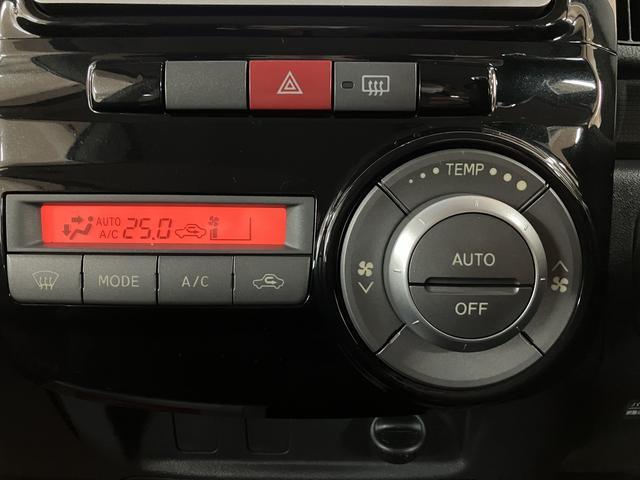 TEMP
AUTO
A/C 25.0
AUTO
MODE A/C
OFF